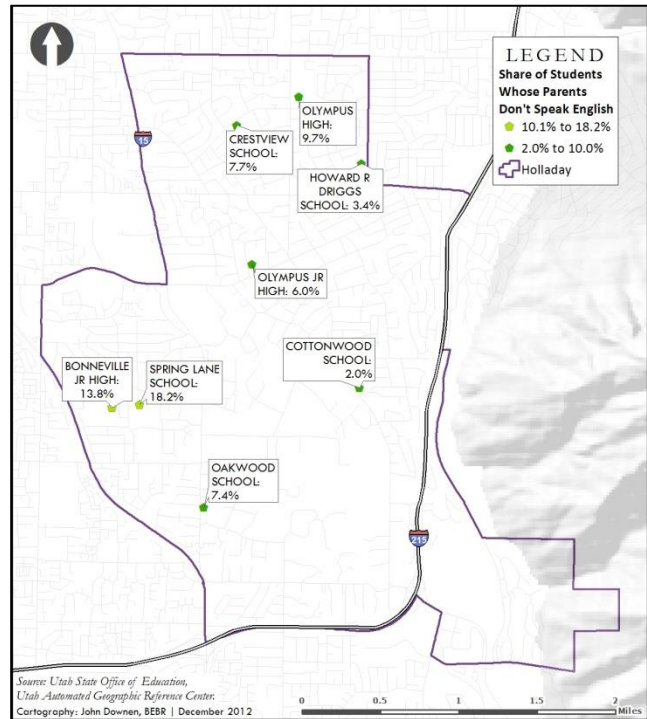 LEGEND
Share of Students
Whose Parents
Don't Speak English
10.1% to 18.2%
2.0% to 10.0%
Holladay
OLYMPUS
HIGH:
9.7%
CRESTVIEW
SCHOOL:
7.7%
15
HOWARD R
DRIGGS
SCHOOL: 3.4%
OLYMPUS JR
HIGH: 6.0%
COTTONWOOD
SCHOOL:
2.0%
BONNEVILLE
JR HIGH:
13.8%
SPRING LANE
SCHOOL:
18.2%
OAKWOOD
SCHOOL:
7.4%
215
Source: Utah State Office of Education,
Utah Automated Geographic Reference Center.
Cartography: John Downen, BEBR | December 2012
0 0.5 1 1.5 2
Miles